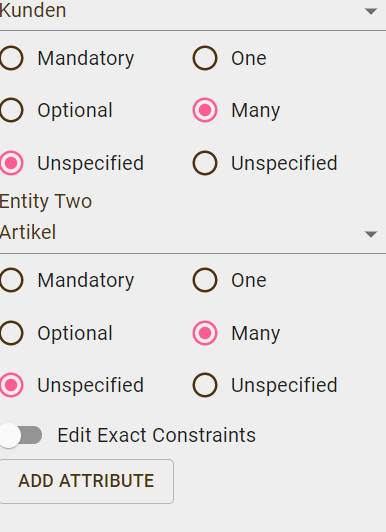 Kunden
Mandatory One
Optional Many
Unspecified Unspecified
Entity Two
Artikel
Mandatory One
Optional Many
Unspecified Unspecified
Edit Exact Constraints
ADD ATTRIBUTE